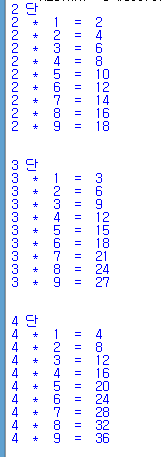 2 단
2 * 1 = 2
2 * 2 = 4
2 * 3 = 6
2 * 4 = 8
2 * 5 = 10
2 * 6 = 12
2 * 7 = 14
2 * 8 = 16
2 * 9 = 18
3 단
3 * 1 = 3
3 * 2 = 6
3 * 3 = 9
3 * 4 = 12
3 * 5 = 15
3 * 6 = 18
3 * 7 = 21
3 * 8 = 24
3 * 9 = 27
4 단
4 * 1 = 4
4 * 2 = 8
4 * 3 = 12
4 * 4 = 16
4 * 5 = 20
4 * 6 = 24
4 * 7 = 28
4 * 8 = 32
4 * 9 = 36